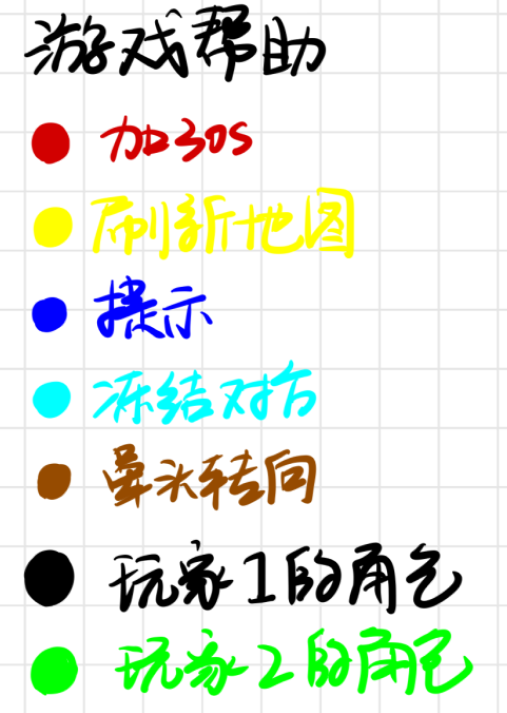 游戏帮助
加30s
刷新地图
提示
冻结对方
晕头转向
玩家1的角色
玩家2的角色